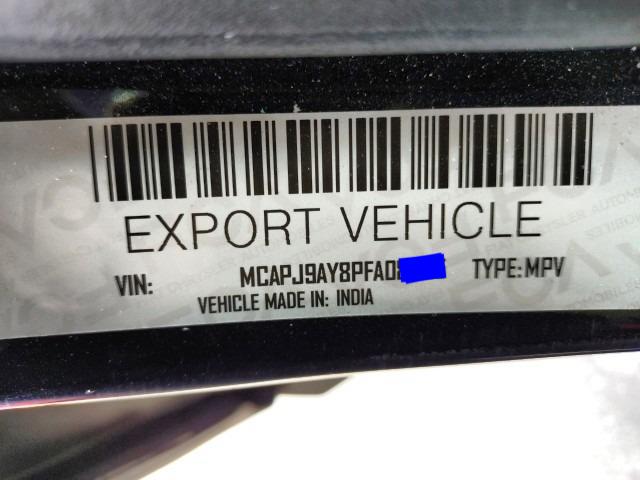 EXPORT VEHICLE
VIN: MCAPJ9AY8PFA0 TYPE: MPV
VEHICLE MADE IN: INDIA